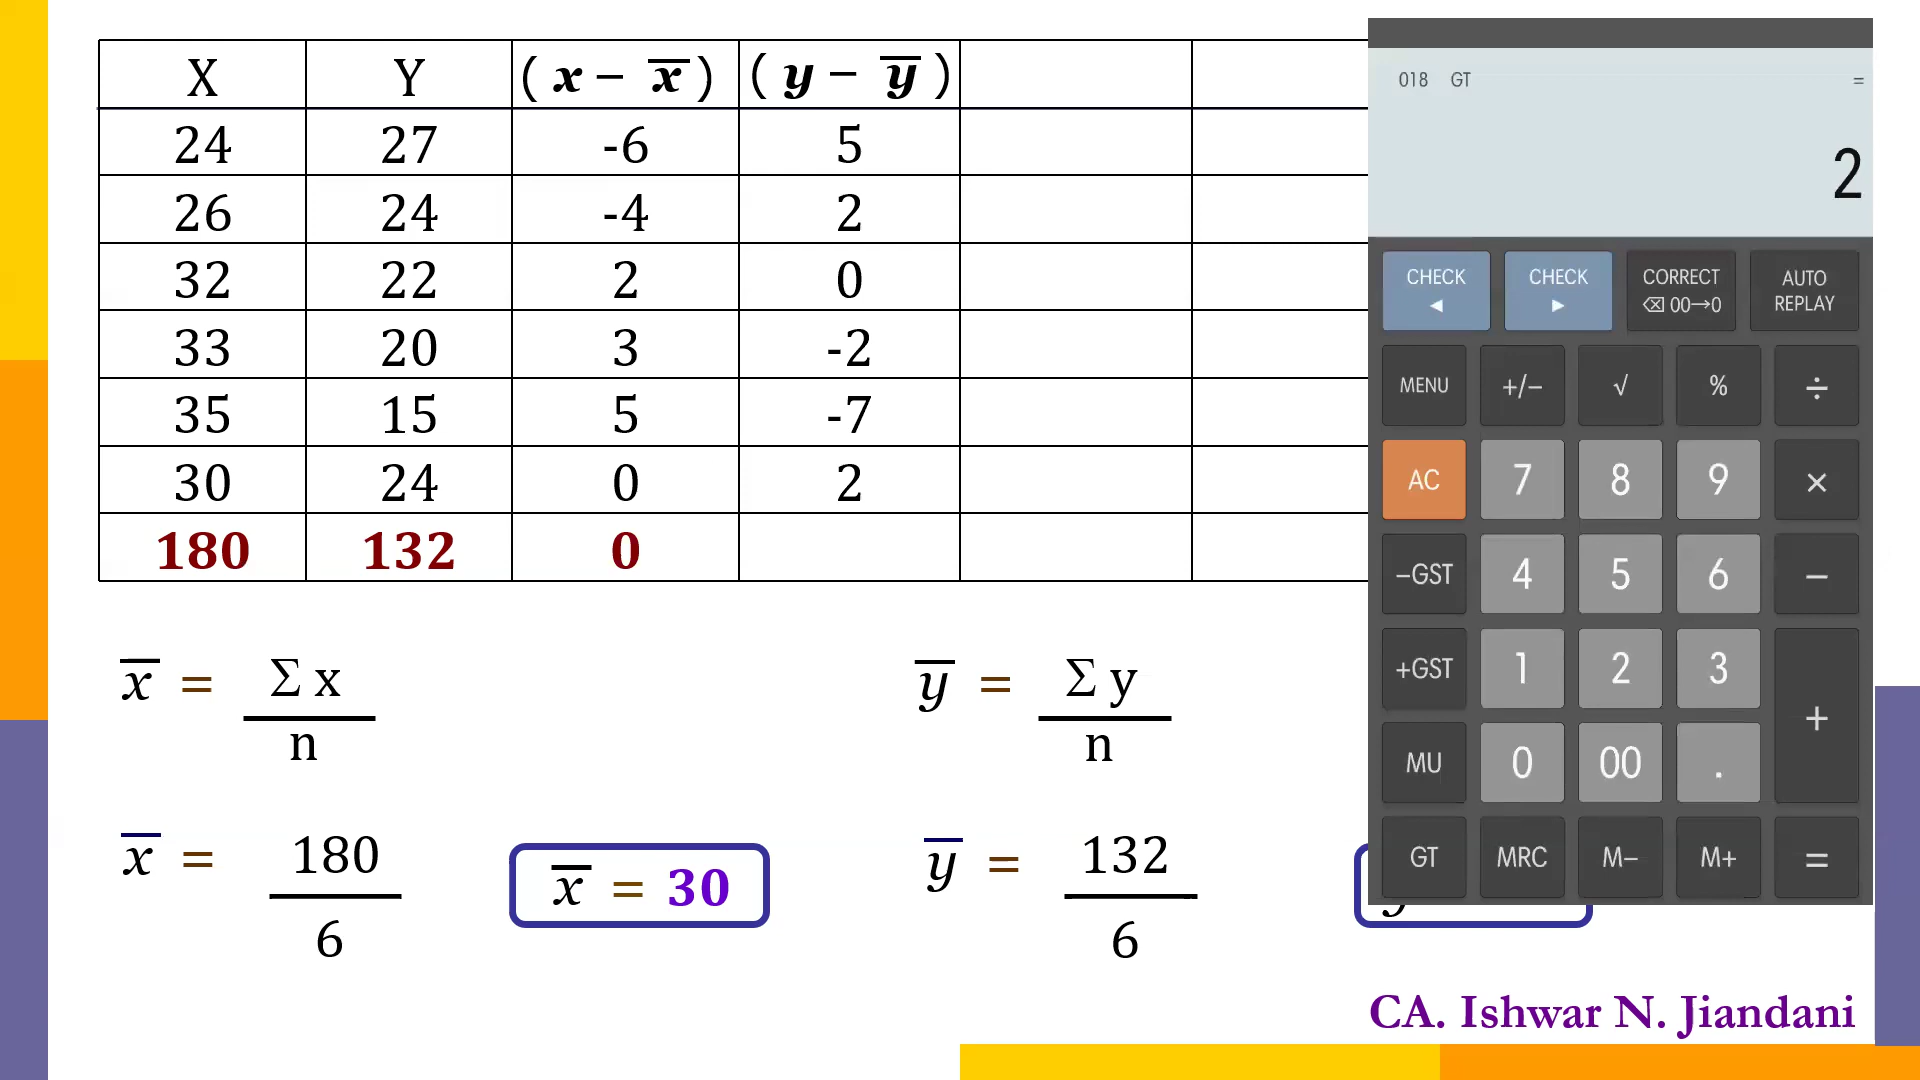 X Y (x − x̅) (y − y̅)
24 27 -6 5
26 24 -4 2
32 22 2 0
33 20 3 -2
35 15 5 -7
30 24 0 2
180 132 0
x̅ = Σ x
n
y̅ = Σ y
n
x̅ = 180
6
x̅ = 30
y̅ = 132
6
018 GT =
2
CHECK ◀ CHECK ▶ CORRECT ⌫ 00→0 AUTO REPLAY
MENU +/− √ % ÷
AC 7 8 9 ×
−GST 4 5 6 −
+GST 1 2 3 +
MU 0 00 .
GT MRC M− M+ =
CA. Ishwar N. Jiandani